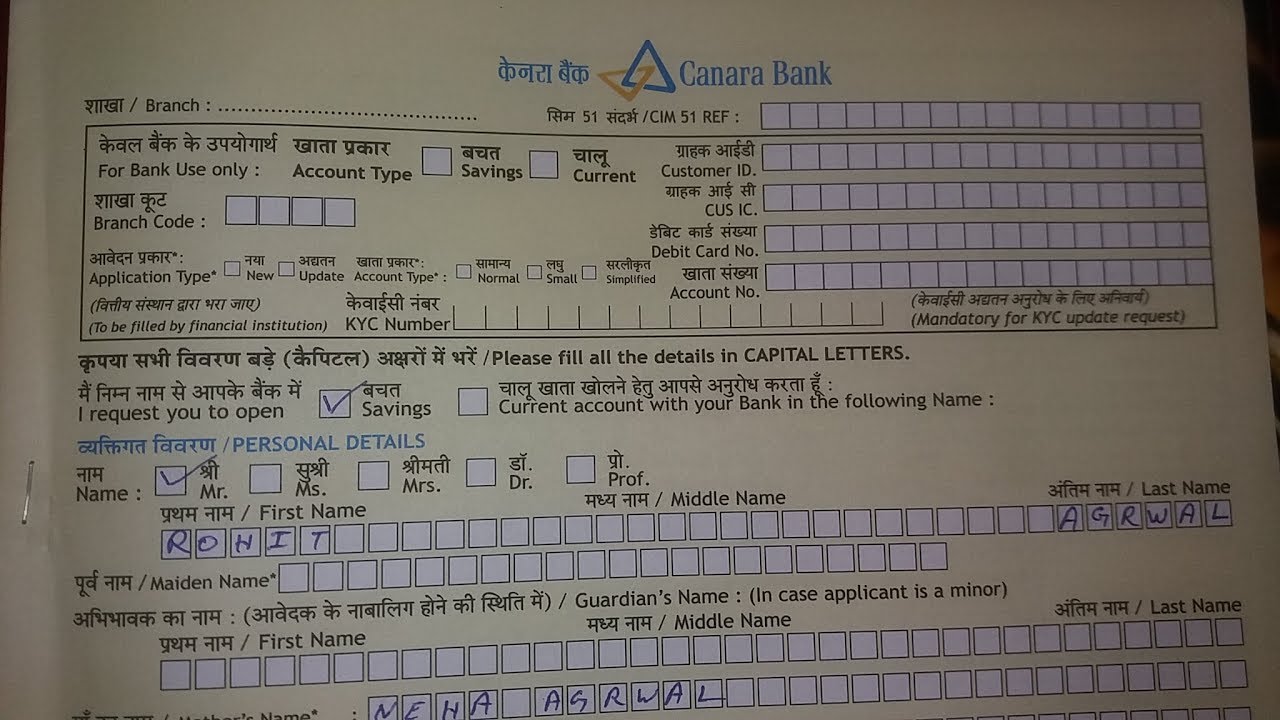 केनरा बैंक Canara Bank
शाखा / Branch : ........................................ सिम 51 संदर्भ /CIM 51 REF :
केवल बैंक के उपयोगार्थ खाता प्रकार बचत चालू ग्राहक आईडी
For Bank Use only : Account Type Savings Current Customer ID.
शाखा कूट ग्राहक आई सी
Branch Code : CUS IC.
डेबिट कार्ड संख्या
Debit Card No.
आवेदन प्रकार*: नया अद्यतन खाता प्रकार*: सामान्य लघु सरलीकृत खाता संख्या
Application Type* New Update Account Type* : Normal Small Simplified Account No.
(वित्तीय संस्थान द्वारा भरा जाए) केवाईसी नंबर (केवाईसी अद्यतन अनुरोध के लिए अनिवार्य)
(To be filled by financial institution) KYC Number (Mandatory for KYC update request)
कृपया सभी विवरण बड़े (कैपिटल) अक्षरों में भरें /Please fill all the details in CAPITAL LETTERS.
मैं निम्न नाम से आपके बैंक में बचत चालू खाता खोलने हेतु आपसे अनुरोध करता हूँ :
I request you to open Savings Current account with your Bank in the following Name :
व्यक्तिगत विवरण /PERSONAL DETAILS
नाम श्री सुश्री श्रीमती डॉ. प्रो.
Name : Mr. Ms. Mrs. Dr. Prof.
प्रथम नाम / First Name मध्य नाम / Middle Name अंतिम नाम / Last Name
ROHIT AGRWAL
पूर्व नाम / Maiden Name*
अभिभावक का नाम : (आवेदक के नाबालिग होने की स्थिति में) / Guardian's Name : (In case applicant is a minor)
प्रथम नाम / First Name मध्य नाम / Middle Name अंतिम नाम / Last Name
माँ का नाम / Mother's Name* : NEHA AGRWAL